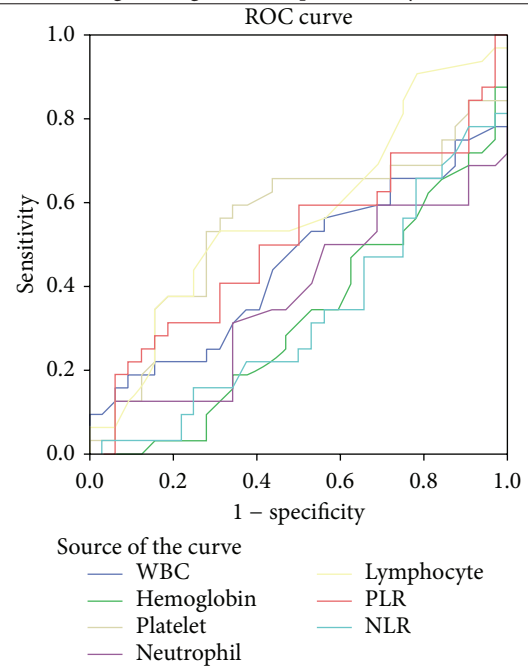 ROC curve
1.0
0.8
0.6
0.4
0.2
0.0
Sensitivity
0.0 0.2 0.4 0.6 0.8 1.0
1 − specificity
Source of the curve
WBC
Hemoglobin
Platelet
Neutrophil
Lymphocyte
PLR
NLR